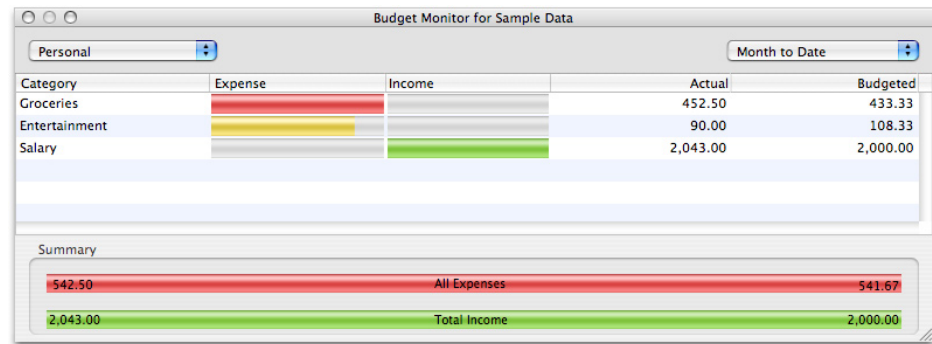 Budget Monitor for Sample Data
Personal Month to Date
Category Expense Income Actual Budgeted
Groceries 452.50 433.33
Entertainment 90.00 108.33
Salary 2,043.00 2,000.00
Summary
542.50 All Expenses 541.67
2,043.00 Total Income 2,000.00